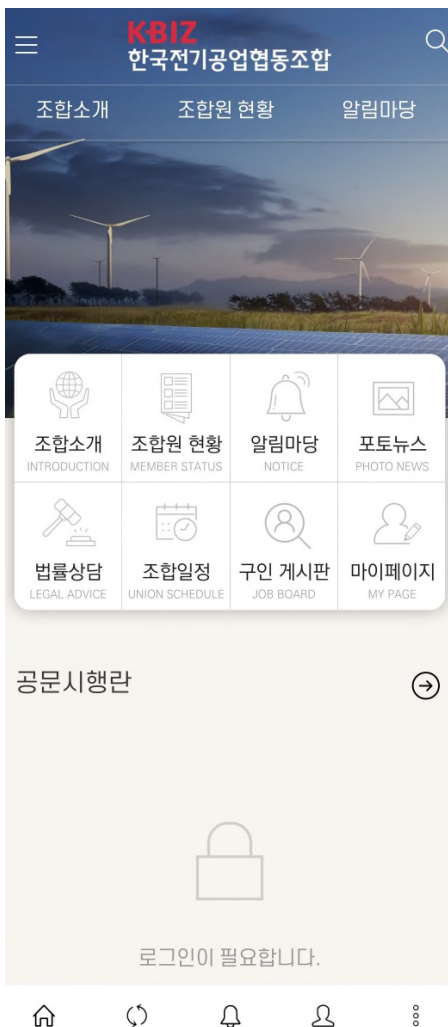 KBIZ
한국전기공업협동조합
조합소개 조합원 현황 알림마당
조합소개 조합원 현황 알림마당 포토뉴스
INTRODUCTION MEMBER STATUS NOTICE PHOTO NEWS
법률상담 조합일정 구인 게시판 마이페이지
LEGAL ADVICE UNION SCHEDULE JOB BOARD MY PAGE
공문시행란
로그인이 필요합니다.